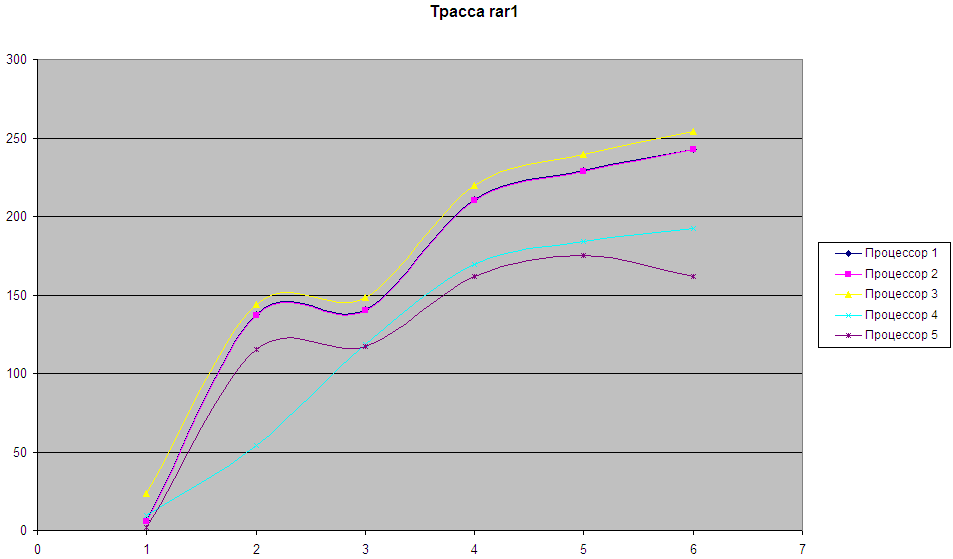 Трасса rar1
300
250
200
150
100
50
0
0 1 2 3 4 5 6 7
Процессор 1
Процессор 2
Процессор 3
Процессор 4
Процессор 5